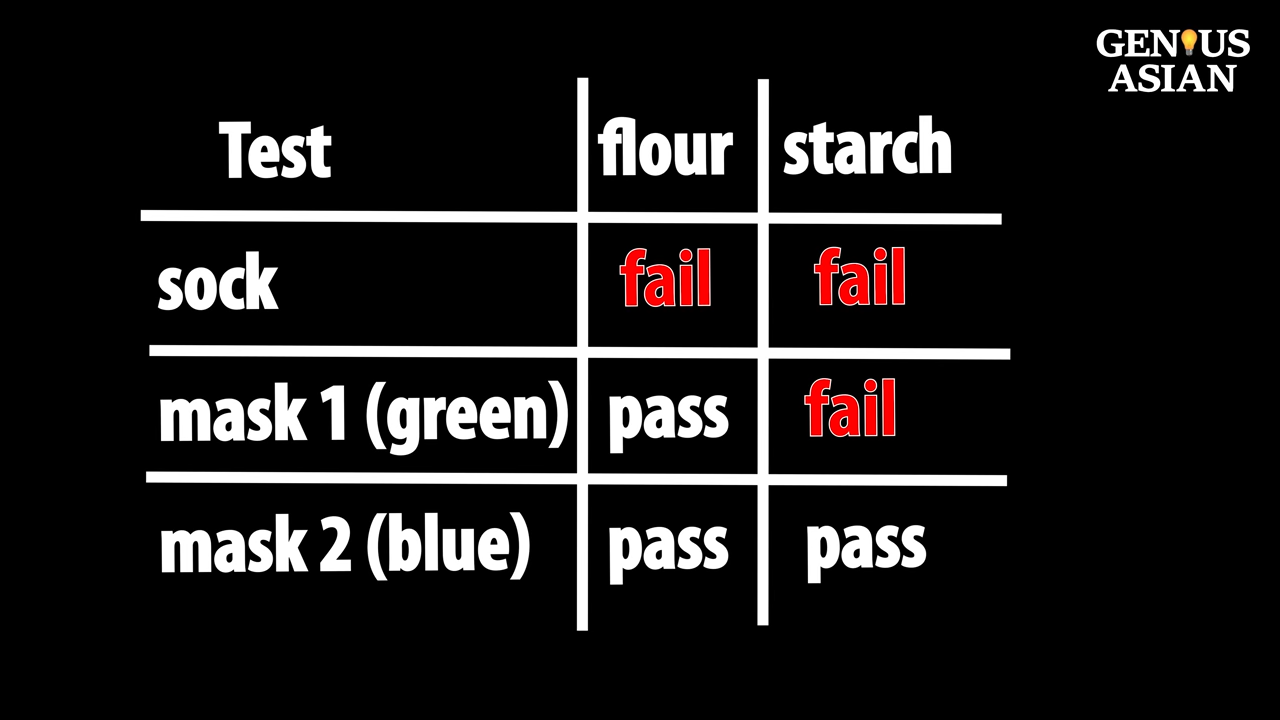 GENIUS
ASIAN
Test flour starch
sock fail fail
mask 1 (green) pass fail
mask 2 (blue) pass pass